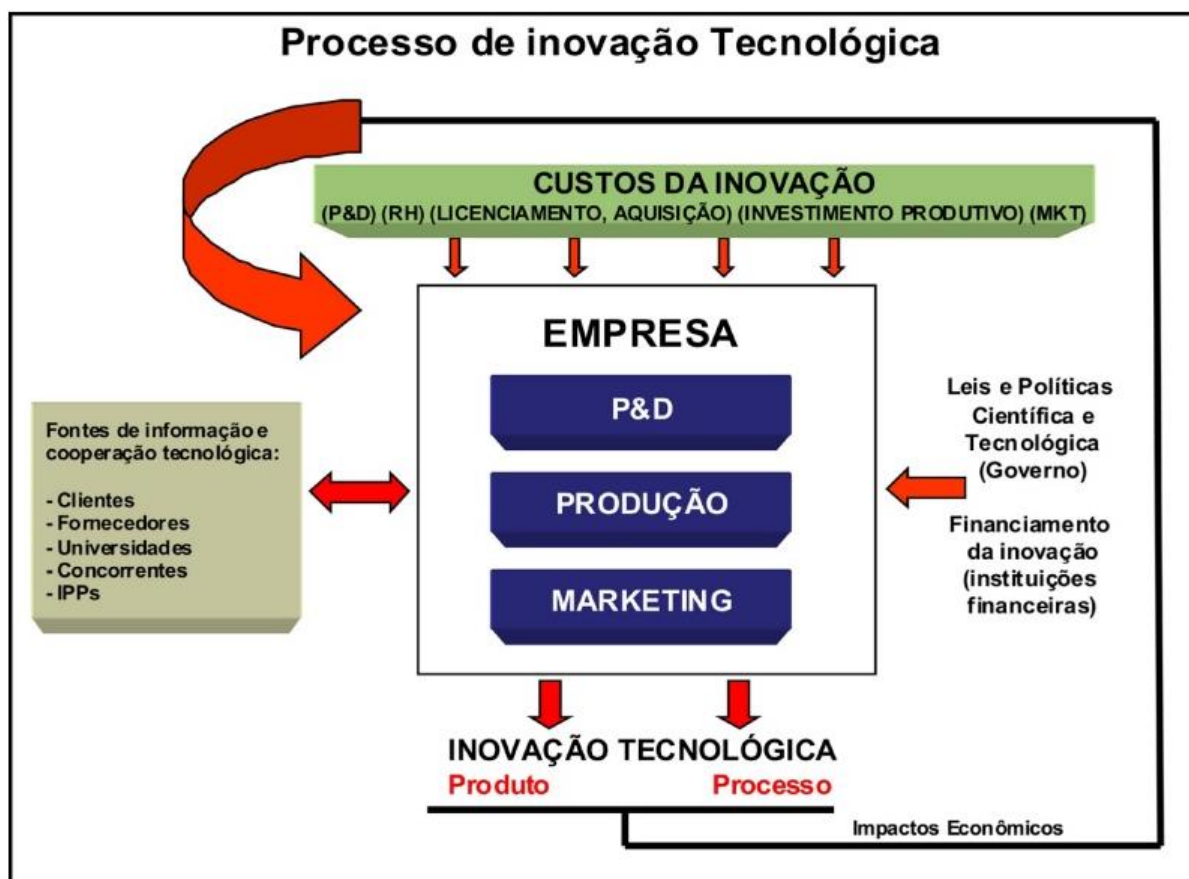 Processo de inovação Tecnológica
CUSTOS DA INOVAÇÃO
(P&D) (RH) (LICENCIAMENTO, AQUISIÇÃO) (INVESTIMENTO PRODUTIVO) (MKT)
EMPRESA
P&D
PRODUÇÃO
MARKETING
Fontes de informação e
cooperação tecnológica:
- Clientes
- Fornecedores
- Universidades
- Concorrentes
- IPPs
Leis e Políticas
Científica e
Tecnológica
(Governo)
Financiamento
da inovação
(instituições
financeiras)
INOVAÇÃO TECNOLÓGICA
Produto Processo
Impactos Econômicos